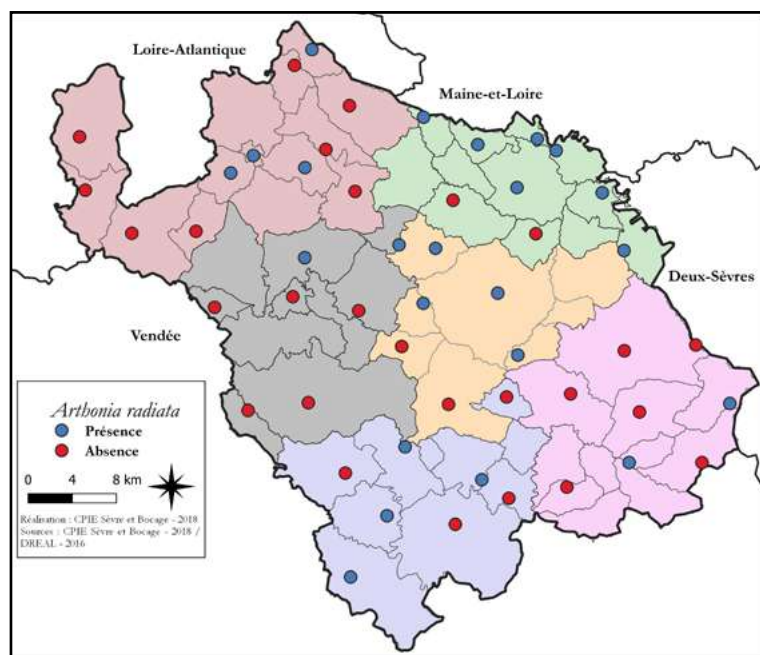 Loire-Atlantique
Maine-et-Loire
Deux-Sèvres
Vendée
Arthonia radiata
Présence
Absence
0 4 8 km
Réalisation : CPIE Sèvre et Bocage - 2018
Sources : CPIE Sèvre et Bocage - 2018 /
DREAL - 2016